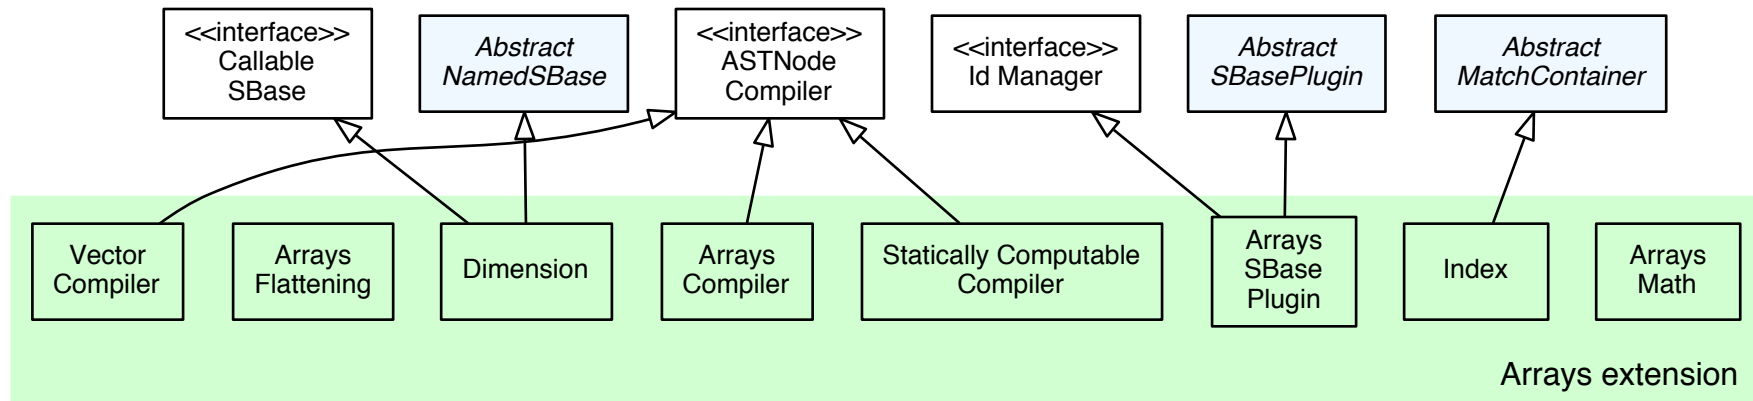 <<interface>>
Callable
SBase
Abstract
NamedSBase
<<interface>>
ASTNode
Compiler
<<interface>>
Id Manager
Abstract
SBasePlugin
Abstract
MatchContainer
Vector
Compiler
Arrays
Flattening
Dimension
Arrays
Compiler
Statically Computable
Compiler
Arrays
SBase
Plugin
Index
Arrays
Math
Arrays extension